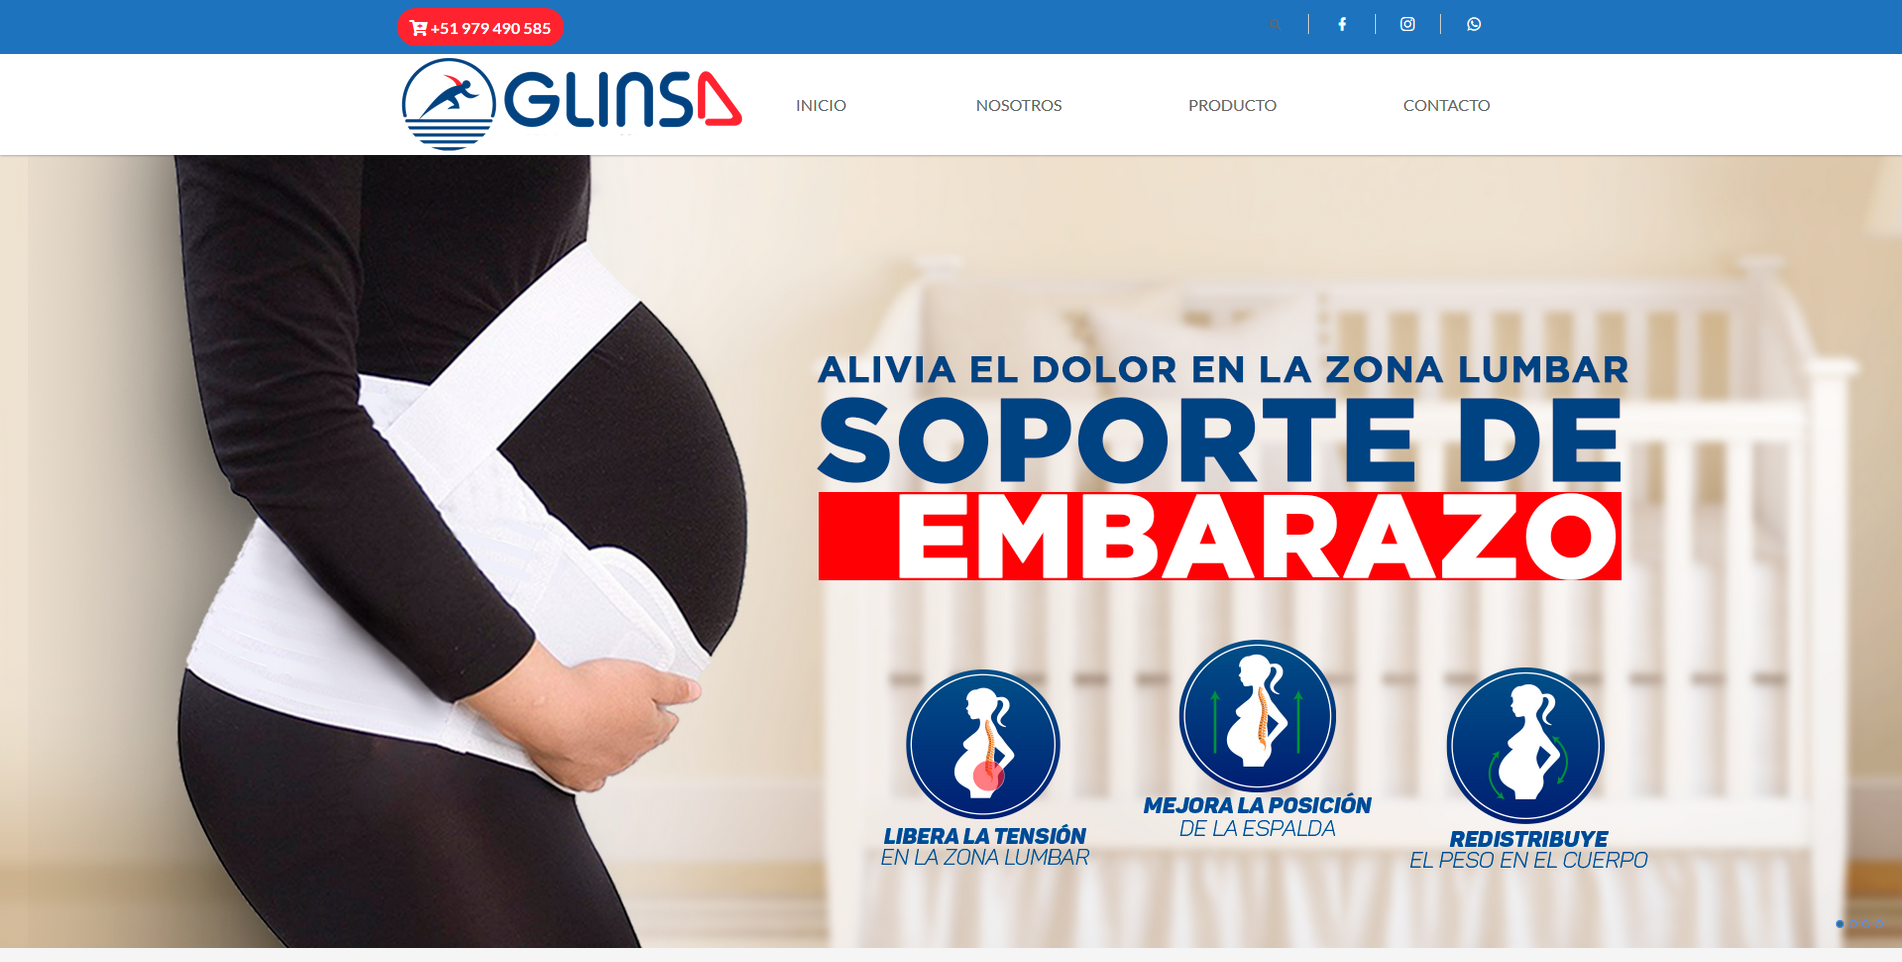 +51 979 490 585
GLINSA
INICIO
NOSOTROS
PRODUCTO
CONTACTO
ALIVIA EL DOLOR EN LA ZONA LUMBAR
SOPORTE DE
EMBARAZO
LIBERA LA TENSIÓN
EN LA ZONA LUMBAR
MEJORA LA POSICIÓN
DE LA ESPALDA
REDISTRIBUYE
EL PESO EN EL CUERPO